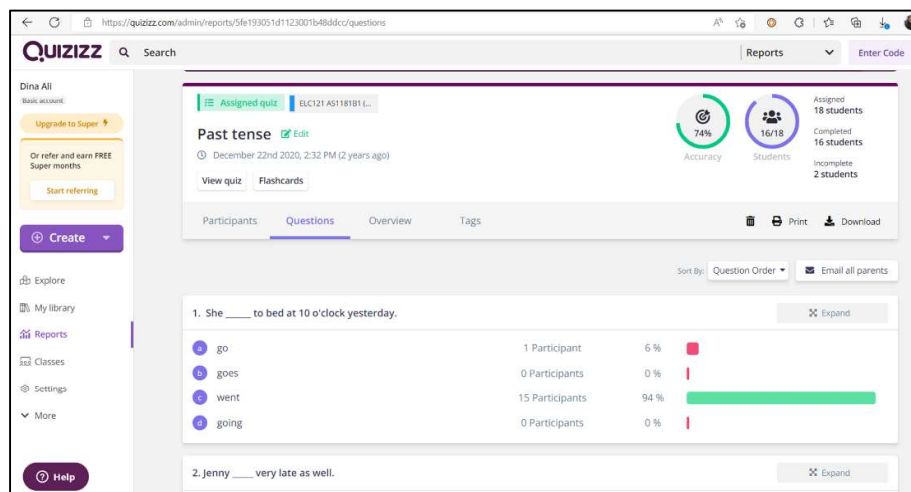 https://quizizz.com/admin/reports/5fe193051d1123001b48ddcc/questions
QUIZIZZ
Search
Reports
Enter Code
Dina Ali
Basic account
Upgrade to Super
Or refer and earn FREE
Super months
Start referring
Create
Explore
My library
Reports
Classes
Settings
More
Help
Assigned quiz
ELC121 AS1181B1 (...
Past tense
Edit
December 22nd 2020, 2:32 PM (2 years ago)
View quiz
Flashcards
74%
Accuracy
16/18
Students
Assigned
18 students
Completed
16 students
Incomplete
2 students
Participants
Questions
Overview
Tags
Print
Download
Sort By: Question Order
Email all parents
1. She _____ to bed at 10 o'clock yesterday.
Expand
a go 1 Participant 6 %
b goes 0 Participants 0 %
c went 15 Participants 94 %
d going 0 Participants 0 %
2. Jenny ____ very late as well.
Expand